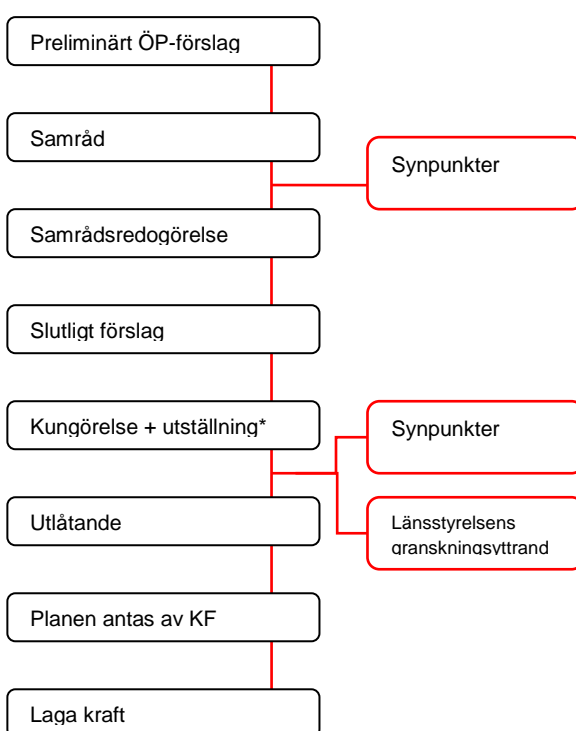 Preliminärt ÖP-förslag
Samråd
Synpunkter
Samrådsredogörelse
Slutligt förslag
Kungörelse + utställning*
Synpunkter
Utlåtande
Länsstyrelsens
granskningsyttrand
Planen antas av KF
Laga kraft